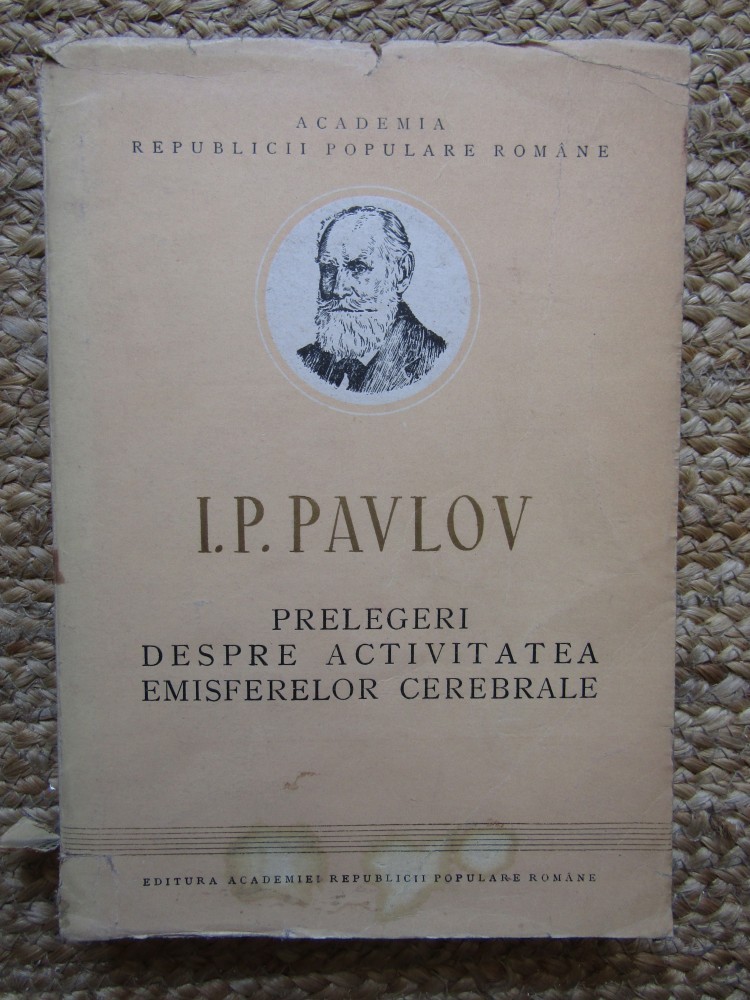 ACADEMIA
REPUBLICII POPULARE ROMÂNE
I.P. PAVLOV
PRELEGERI
DESPRE ACTIVITATEA
EMISFERELOR CEREBRALE
EDITURA ACADEMIEI REPUBLICII POPULARE ROMÂNE